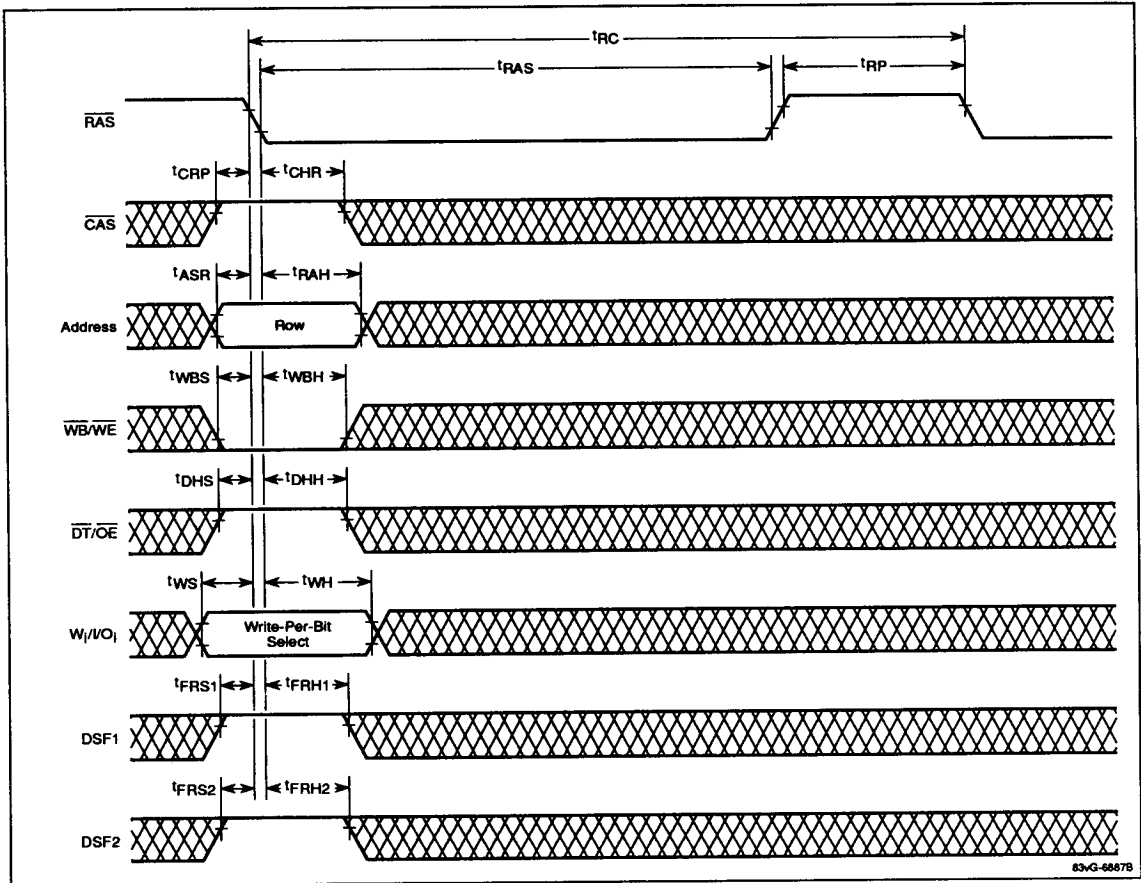 tRC
tRAS
tRP
RAS
tCRP
tCHR
CAS
tASR
tRAH
Address
Row
tWBS
tWBH
WB/WE
tDHS
tDHH
DT/OE
tWS
tWH
Wi/I/Oi
Write-Per-Bit
Select
tFRS1
tFRH1
DSF1
tFRS2
tFRH2
DSF2
83vG-6887B